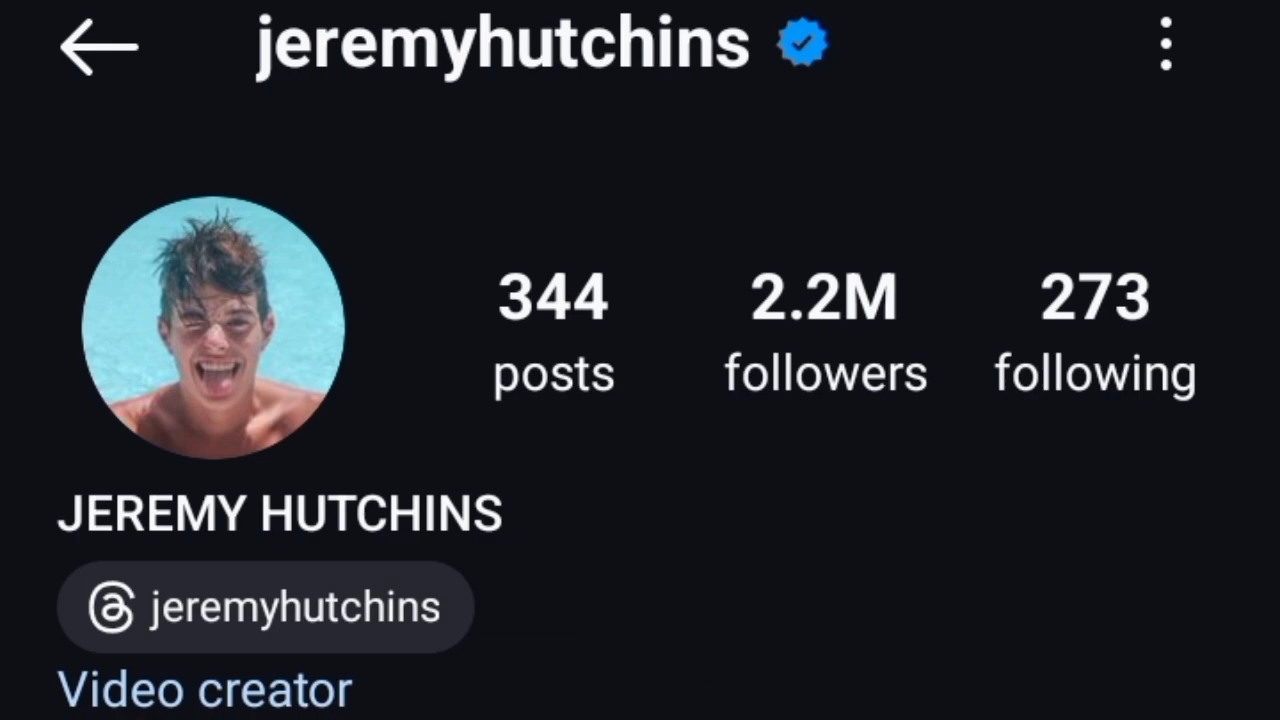 jeremyhutchins
344 2.2M 273
posts followers following
JEREMY HUTCHINS
jeremyhutchins
Video creator